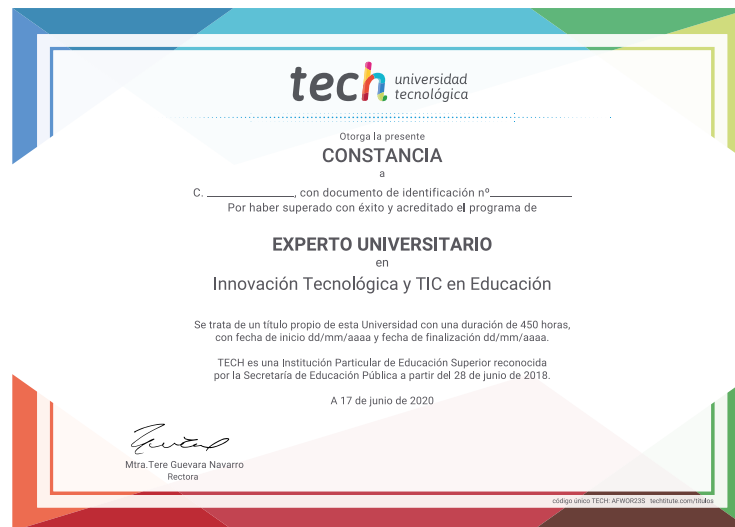 tech universidad
tecnológica
Otorga la presente
CONSTANCIA
a
C. ________________, con documento de identificación nº________________
Por haber superado con éxito y acreditado el programa de
EXPERTO UNIVERSITARIO
en
Innovación Tecnológica y TIC en Educación
Se trata de un título propio de esta Universidad con una duración de 450 horas,
con fecha de inicio dd/mm/aaaa y fecha de finalización dd/mm/aaaa.
TECH es una Institución Particular de Educación Superior reconocida
por la Secretaría de Educación Pública a partir del 28 de junio de 2018.
A 17 de junio de 2020
Mtra.Tere Guevara Navarro
Rectora
código único TECH: AFWOR23S techtitute.com/titulos